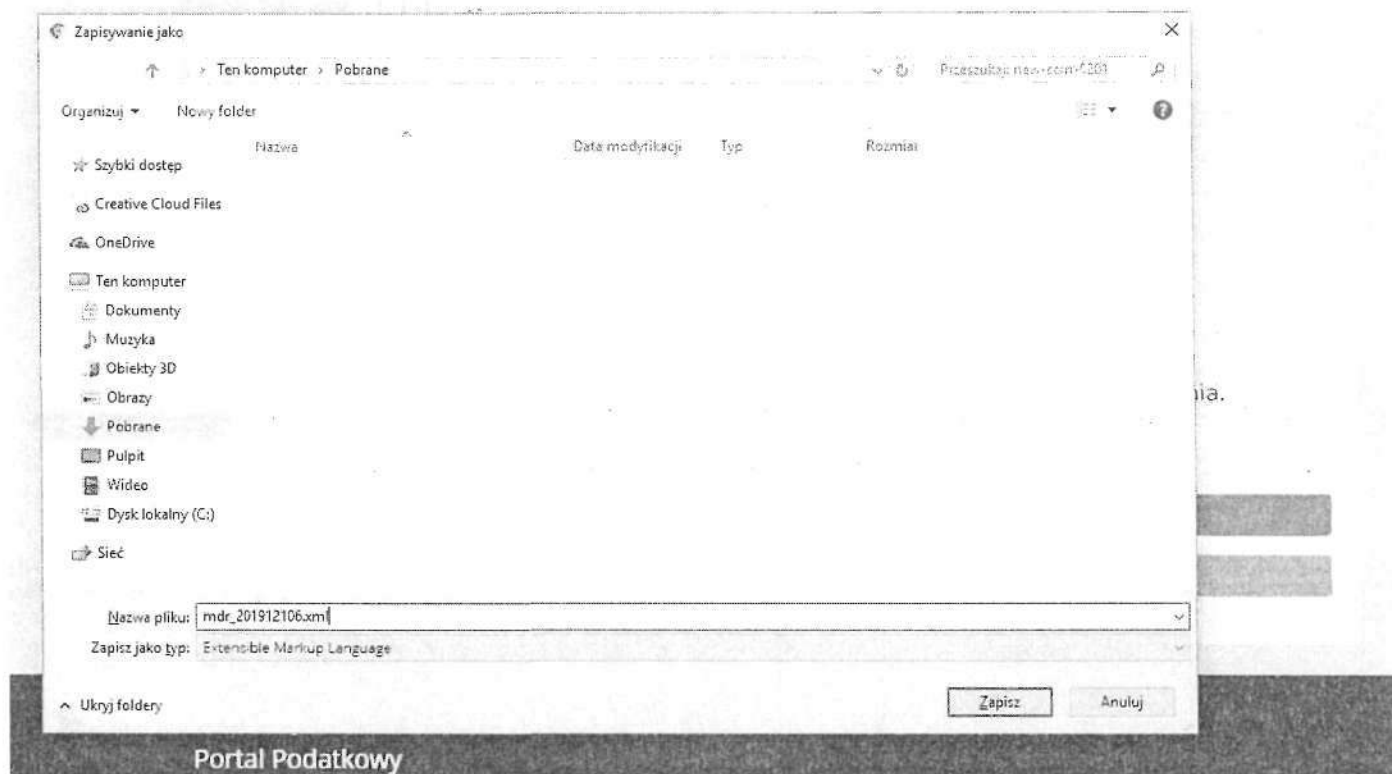 Zapisywanie jako
Ten komputer › Pobrane
Organizuj Nowy folder
Nazwa Data modyfikacji Typ Rozmiar
Szybki dostęp
Creative Cloud Files
OneDrive
Ten komputer
Dokumenty
Muzyka
Obiekty 3D
Obrazy
Pobrane
Pulpit
Wideo
Dysk lokalny (C:)
Sieć
Nazwa pliku: mdr_201912106.xml
Zapisz jako typ: Extensible Markup Language
Ukryj foldery
Zapisz Anuluj
Portal Podatkowy